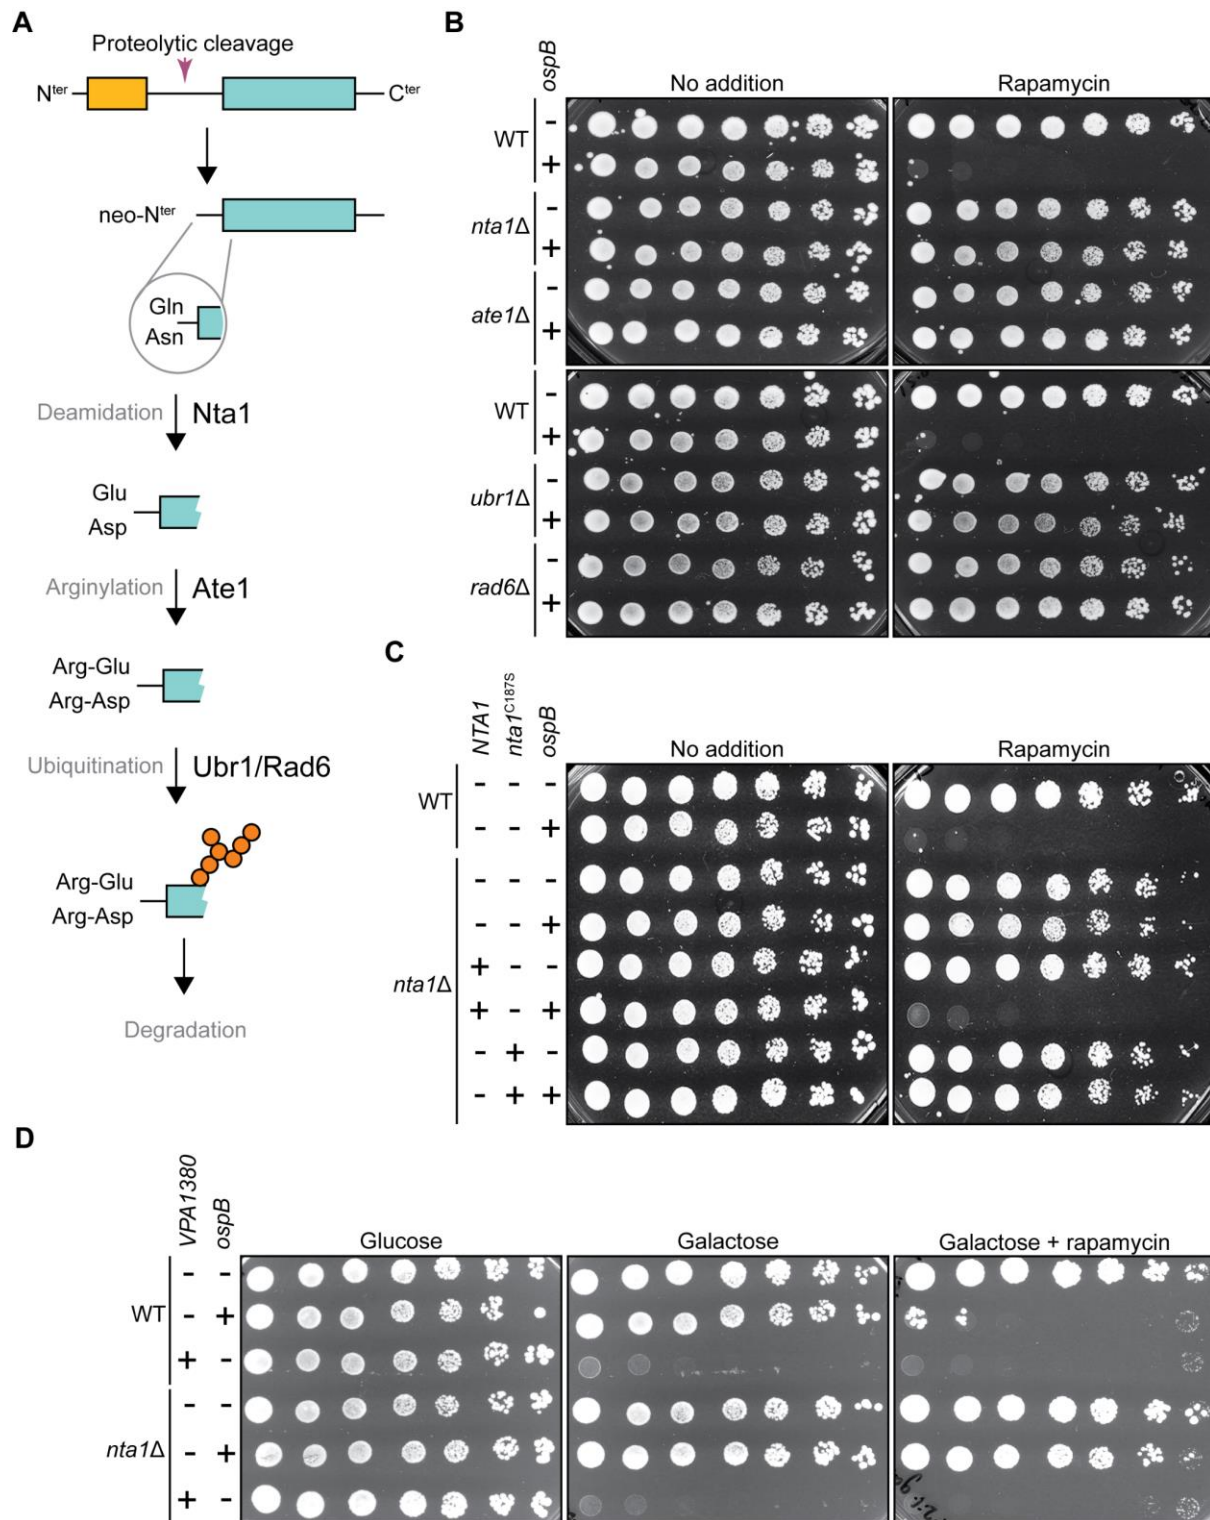 A
Proteolytic cleavage
Nter
Cter
neo-Nter
Gln
Asn
Deamidation
Nta1
Glu
Asp
Arginylation
Ate1
Arg-Glu
Arg-Asp
Ubiquitination
Ubr1/Rad6
Arg-Glu
Arg-Asp
Degradation
B
ospB
No addition
Rapamycin
WT
-
+
nta1Δ
-
+
ate1Δ
-
+
WT
-
+
ubr1Δ
-
+
rad6Δ
-
+
C
NTA1
nta1C187S
ospB
No addition
Rapamycin
WT
- - -
- - +
nta1Δ
- - -
- - +
+ - -
+ - +
- + -
- + +
D
VPA1380
ospB
Glucose
Galactose
Galactose + rapamycin
WT
- -
- +
+ -
nta1Δ
- -
- +
+ -